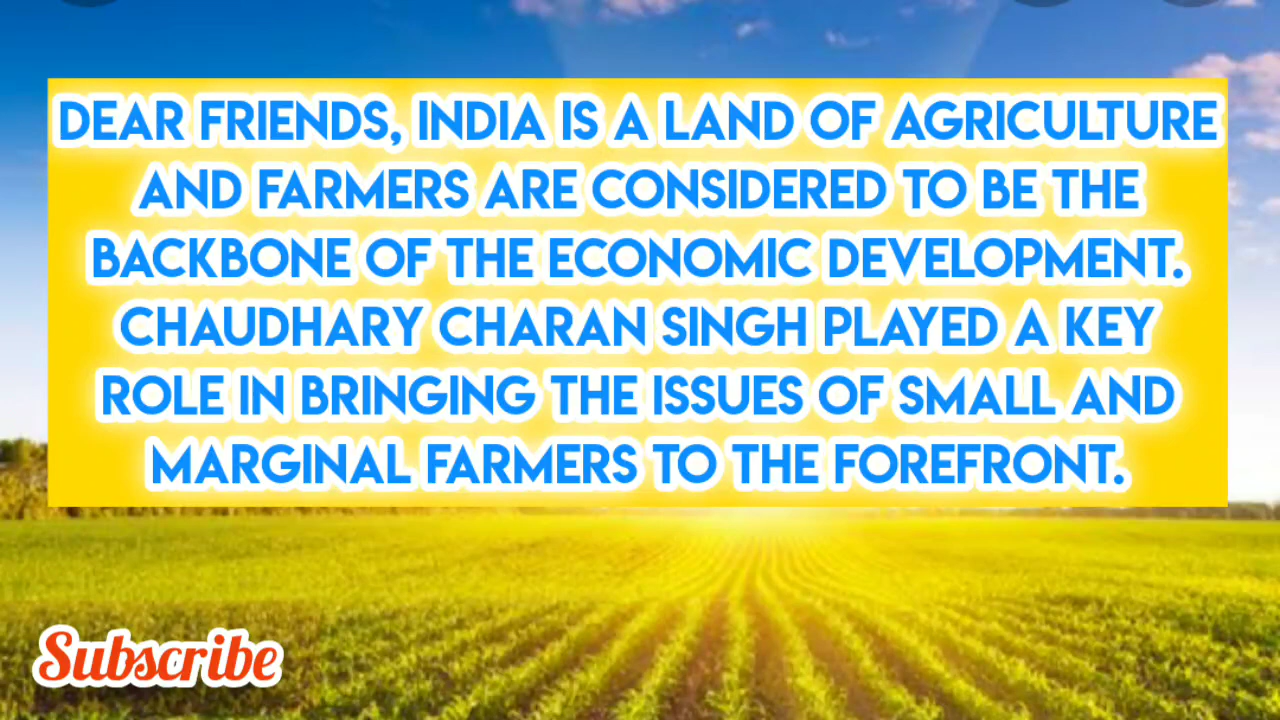 DEAR FRIENDS, INDIA IS A LAND OF AGRICULTURE
AND FARMERS ARE CONSIDERED TO BE THE
BACKBONE OF THE ECONOMIC DEVELOPMENT.
CHAUDHARY CHARAN SINGH PLAYED A KEY
ROLE IN BRINGING THE ISSUES OF SMALL AND
MARGINAL FARMERS TO THE FOREFRONT.
Subscribe